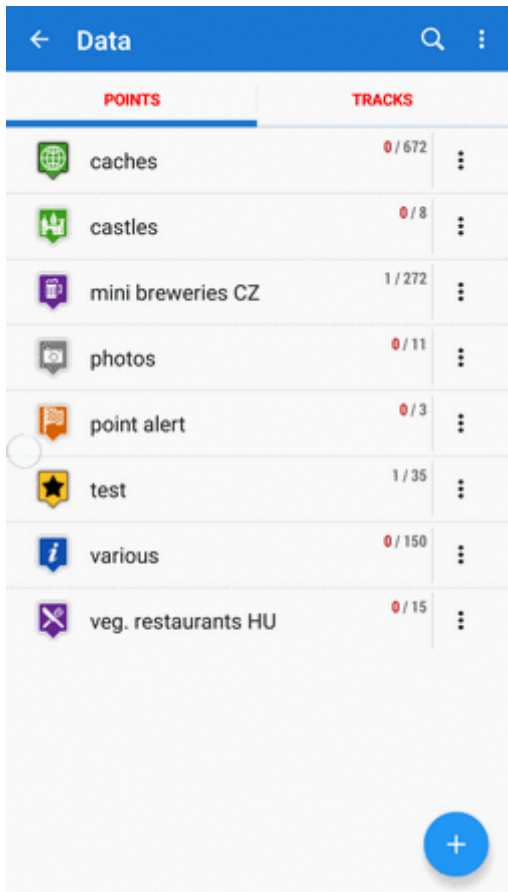 Data
POINTS TRACKS
caches 0 / 672
castles 0 / 8
mini breweries CZ 1 / 272
photos 0 / 11
point alert 0 / 3
test 1 / 35
various 0 / 150
veg. restaurants HU 0 / 15